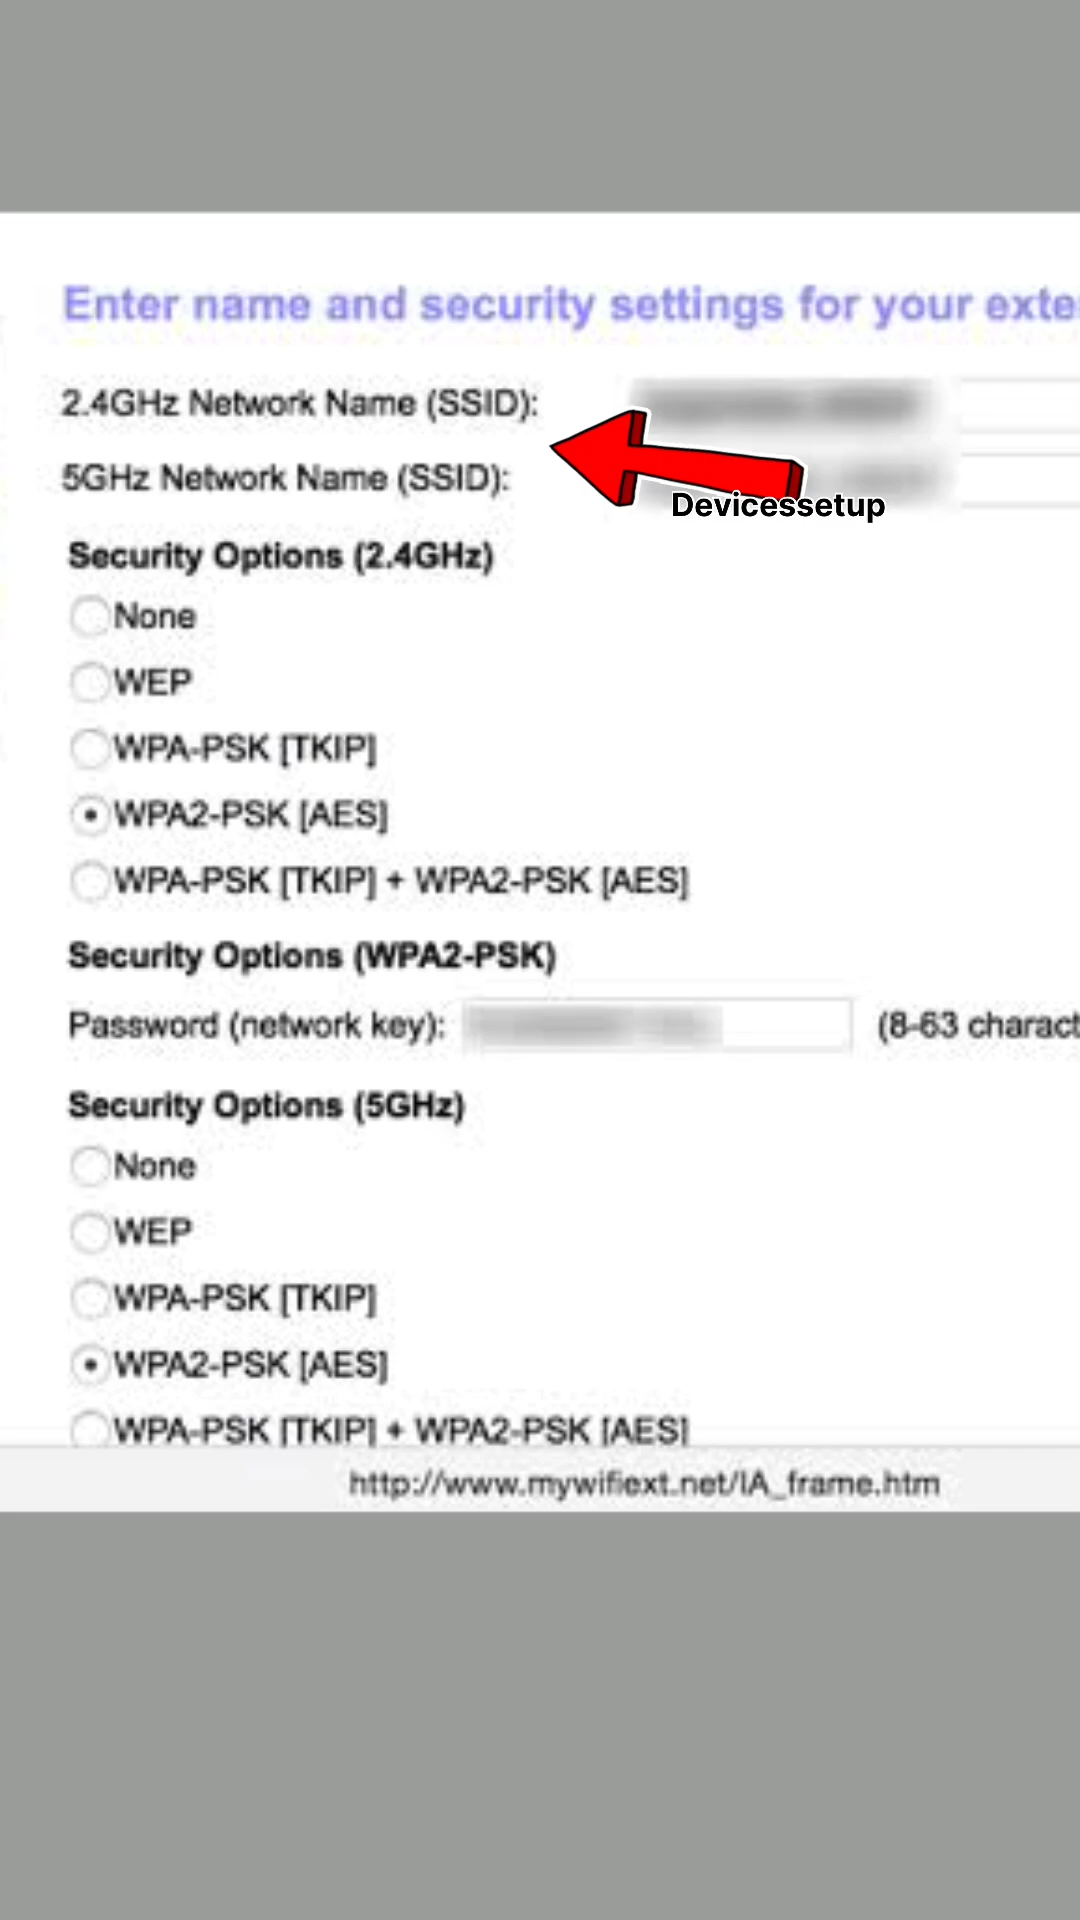 Enter name and security settings for your exte
2.4GHz Network Name (SSID):
5GHz Network Name (SSID):
Devicessetup
Security Options (2.4GHz)
None
WEP
WPA-PSK [TKIP]
WPA2-PSK [AES]
WPA-PSK [TKIP] + WPA2-PSK [AES]
Security Options (WPA2-PSK)
Password (network key): (8-63 charact
Security Options (5GHz)
None
WEP
WPA-PSK [TKIP]
WPA2-PSK [AES]
WPA-PSK [TKIP] + WPA2-PSK [AES]
http://www.mywifiext.net/IA_frame.htm